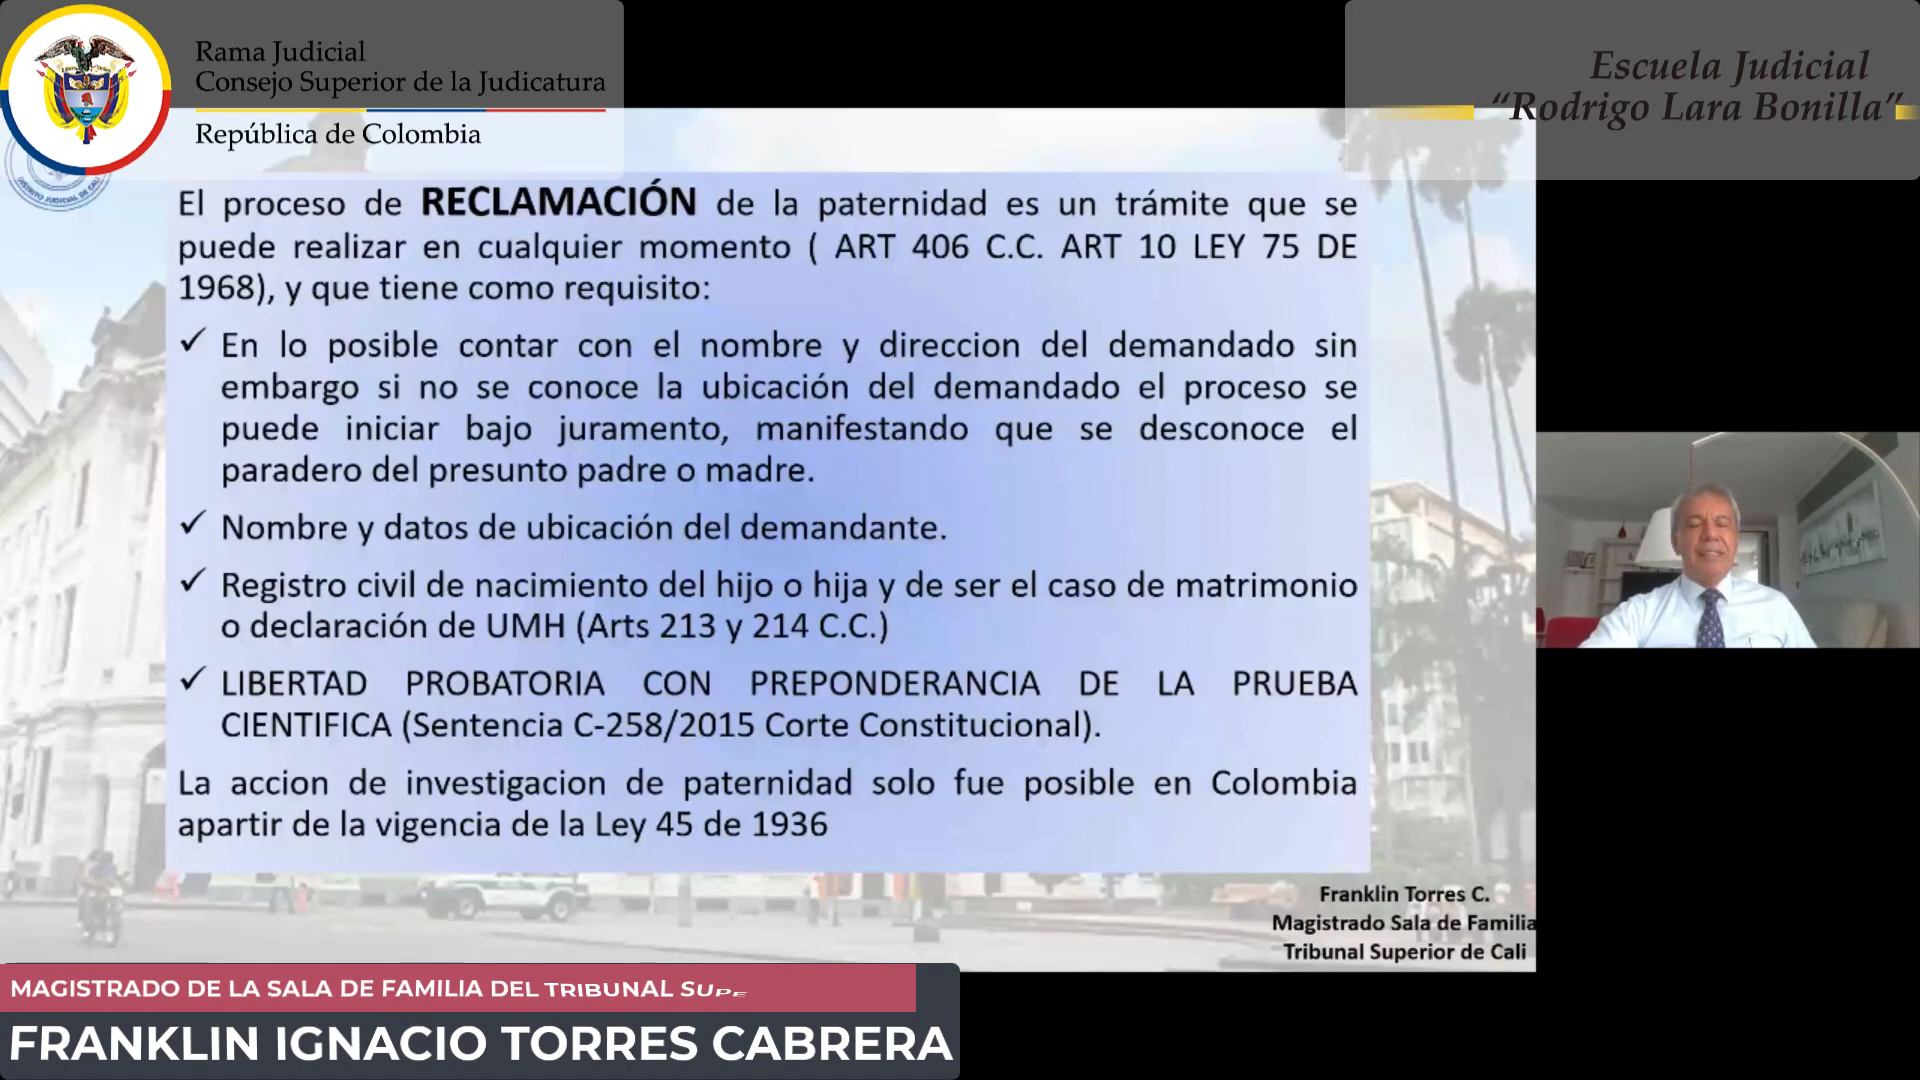 Rama Judicial
Consejo Superior de la Judicatura
República de Colombia
Escuela Judicial
“Rodrigo Lara Bonilla”
DISTRITO JUDICIAL DE CALI
El proceso de RECLAMACIÓN de la paternidad es un trámite que se
puede realizar en cualquier momento ( ART 406 C.C. ART 10 LEY 75 DE
1968), y que tiene como requisito:
✓ En lo posible contar con el nombre y direccion del demandado sin
embargo si no se conoce la ubicación del demandado el proceso se
puede iniciar bajo juramento, manifestando que se desconoce el
paradero del presunto padre o madre.
✓ Nombre y datos de ubicación del demandante.
✓ Registro civil de nacimiento del hijo o hija y de ser el caso de matrimonio
o declaración de UMH (Arts 213 y 214 C.C.)
✓ LIBERTAD PROBATORIA CON PREPONDERANCIA DE LA PRUEBA
CIENTIFICA (Sentencia C-258/2015 Corte Constitucional).
La accion de investigacion de paternidad solo fue posible en Colombia
apartir de la vigencia de la Ley 45 de 1936
Franklin Torres C.
Magistrado Sala de Familia
Tribunal Superior de Cali
MAGISTRADO DE LA SALA DE FAMILIA DEL TRIBUNAL SUPE
FRANKLIN IGNACIO TORRES CABRERA